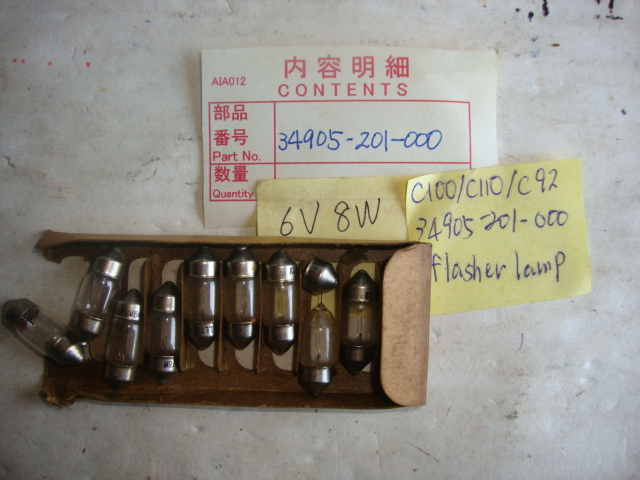 AIA012
内容明細
CONTENTS
部品
番号
Part No.
34905-201-000
数量
Quantity
6V 8W
C100/C110/C92
34905-201-000
flasher lamp